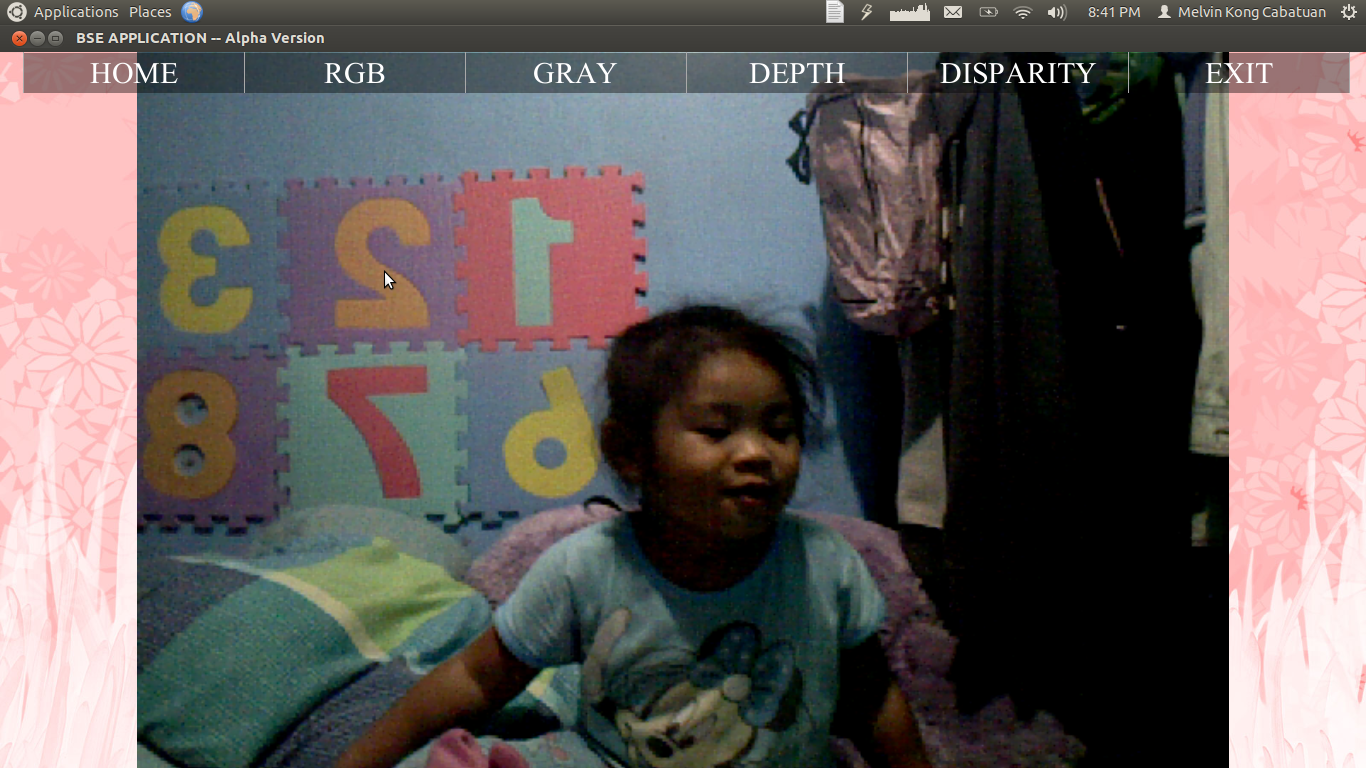 Applications Places 8:41 PM Melvin Kong Cabatuan
BSE APPLICATION -- Alpha Version
HOME RGB GRAY DEPTH DISPARITY EXIT
3 2 1
8 7 6